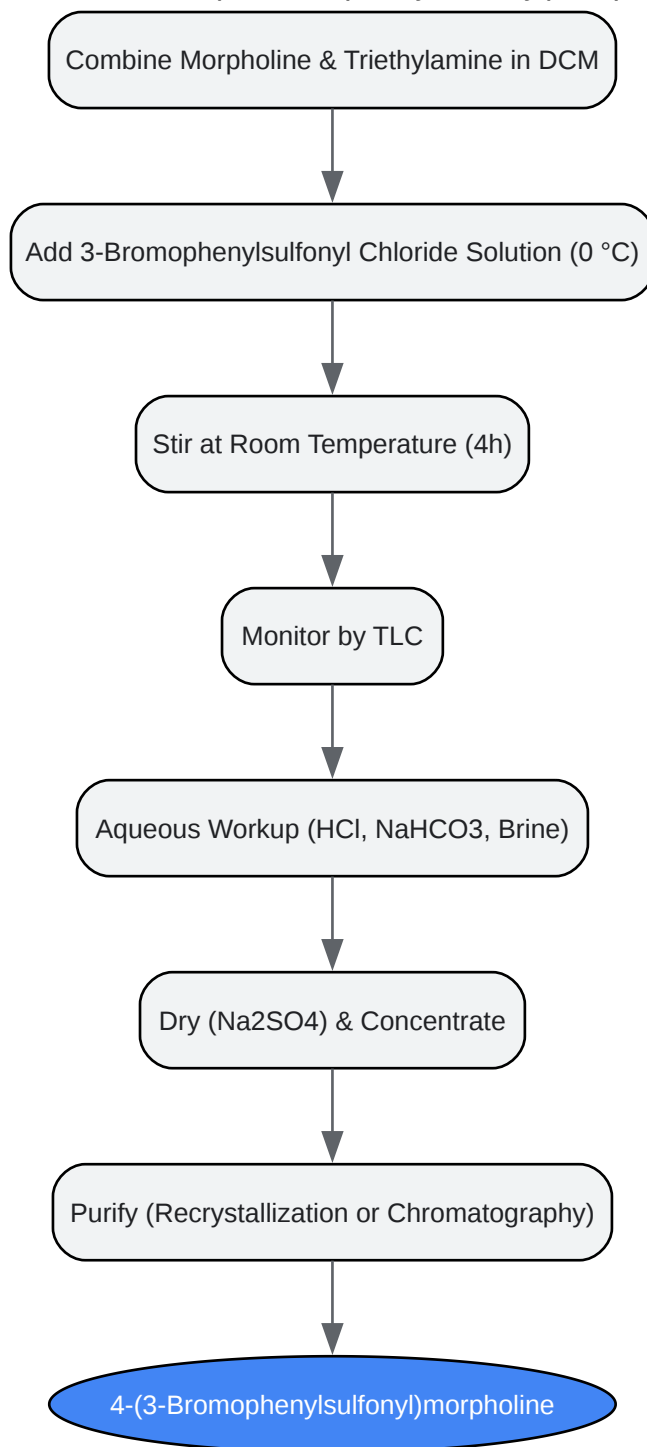 Combine Morpholine & Triethylamine in DCM
Add 3-Bromophenylsulfonyl Chloride Solution (0 °C)
Stir at Room Temperature (4h)
Monitor by TLC
Aqueous Workup (HCl, NaHCO3, Brine)
Dry (Na2SO4) & Concentrate
Purify (Recrystallization or Chromatography)
4-(3-Bromophenylsulfonyl)morpholine